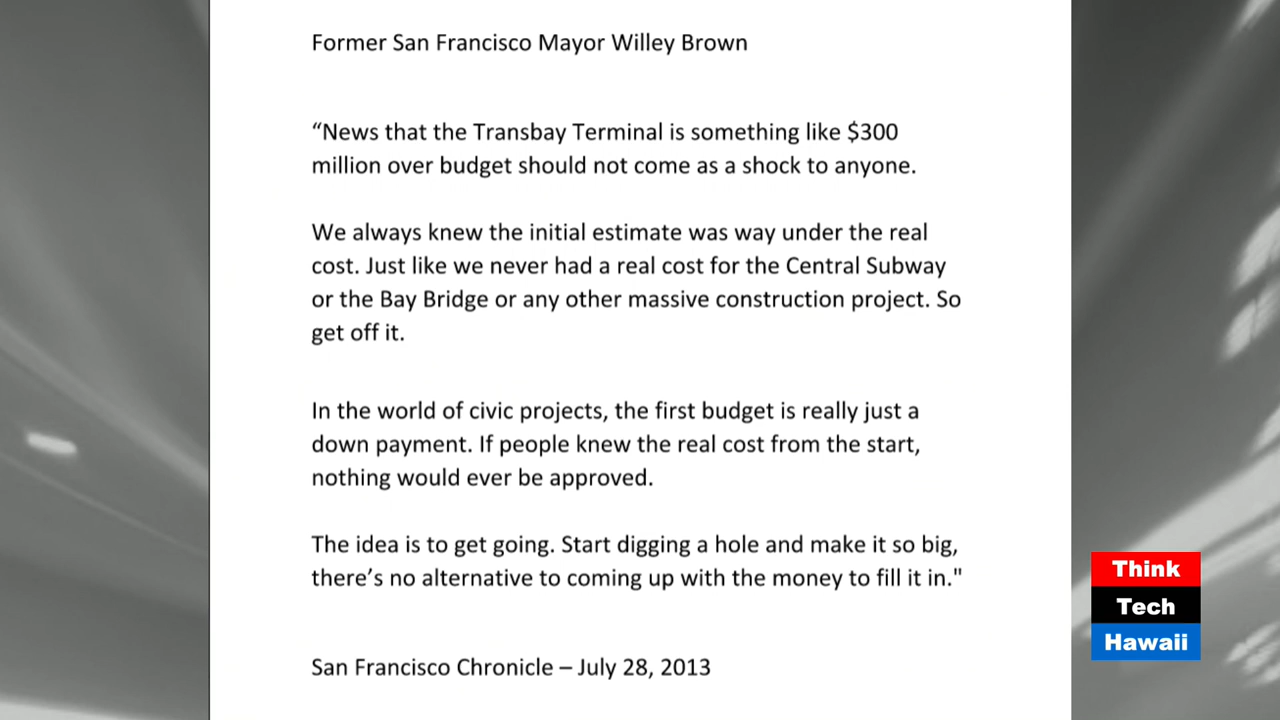 Former San Francisco Mayor Willey Brown
“News that the Transbay Terminal is something like $300
million over budget should not come as a shock to anyone.
We always knew the initial estimate was way under the real
cost. Just like we never had a real cost for the Central Subway
or the Bay Bridge or any other massive construction project. So
get off it.
In the world of civic projects, the first budget is really just a
down payment. If people knew the real cost from the start,
nothing would ever be approved.
The idea is to get going. Start digging a hole and make it so big,
there’s no alternative to coming up with the money to fill it in."
San Francisco Chronicle – July 28, 2013
Think
Tech
Hawaii